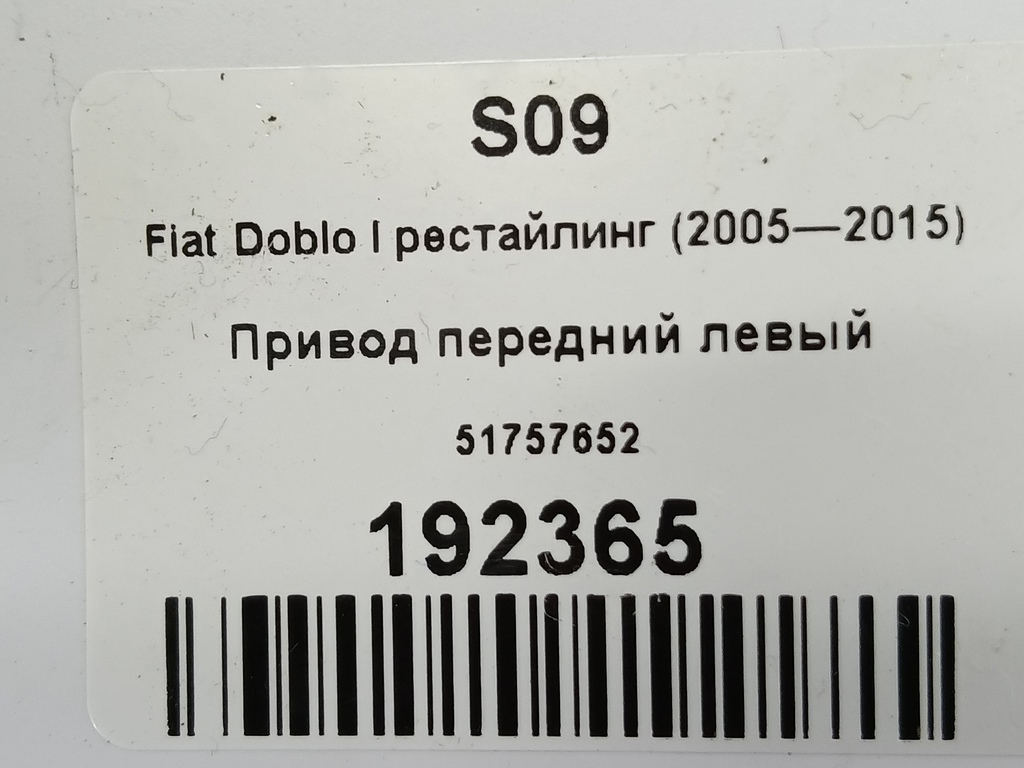 S09
Fiat Doblo I рестайлинг (2005—2015)
Привод передний левый
51757652
192365